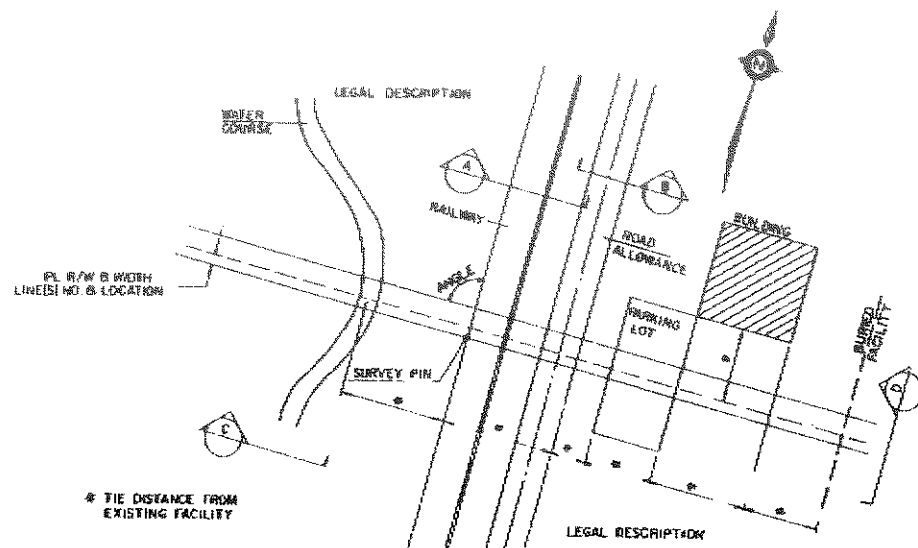 N
LEGAL DESCRIPTION
WATER
COURSE
A
B
RAILWAY
BUILDING
ROAD
ALLOWANCE
IPL R/W & WIDTH
LINE(S) NO. & LOCATION
ANGLE
PARKING
LOT
BURIED
FACILITY
SURVEY PIN
D
C
* TIE DISTANCE FROM
EXISTING FACILITY
LEGAL DESCRIPTION